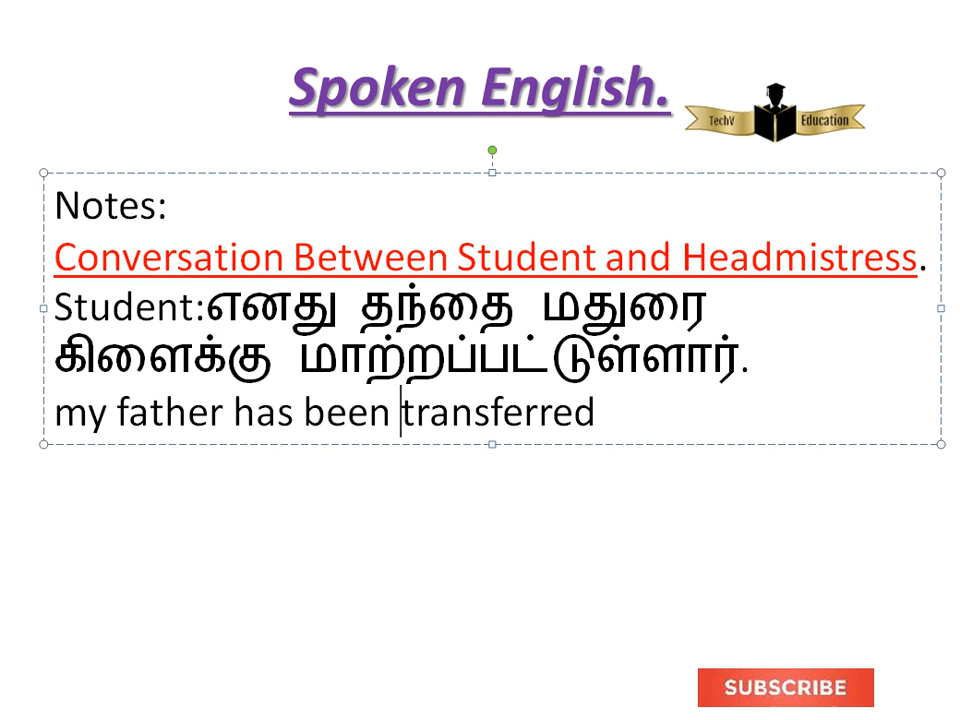 Spoken English.
TechV Education
Notes:
Conversation Between Student and Headmistress.
Student:எனது தந்தை மதுரை
கிளைக்கு மாற்றப்பட்டுள்ளார்.
my father has been transferred
SUBSCRIBE